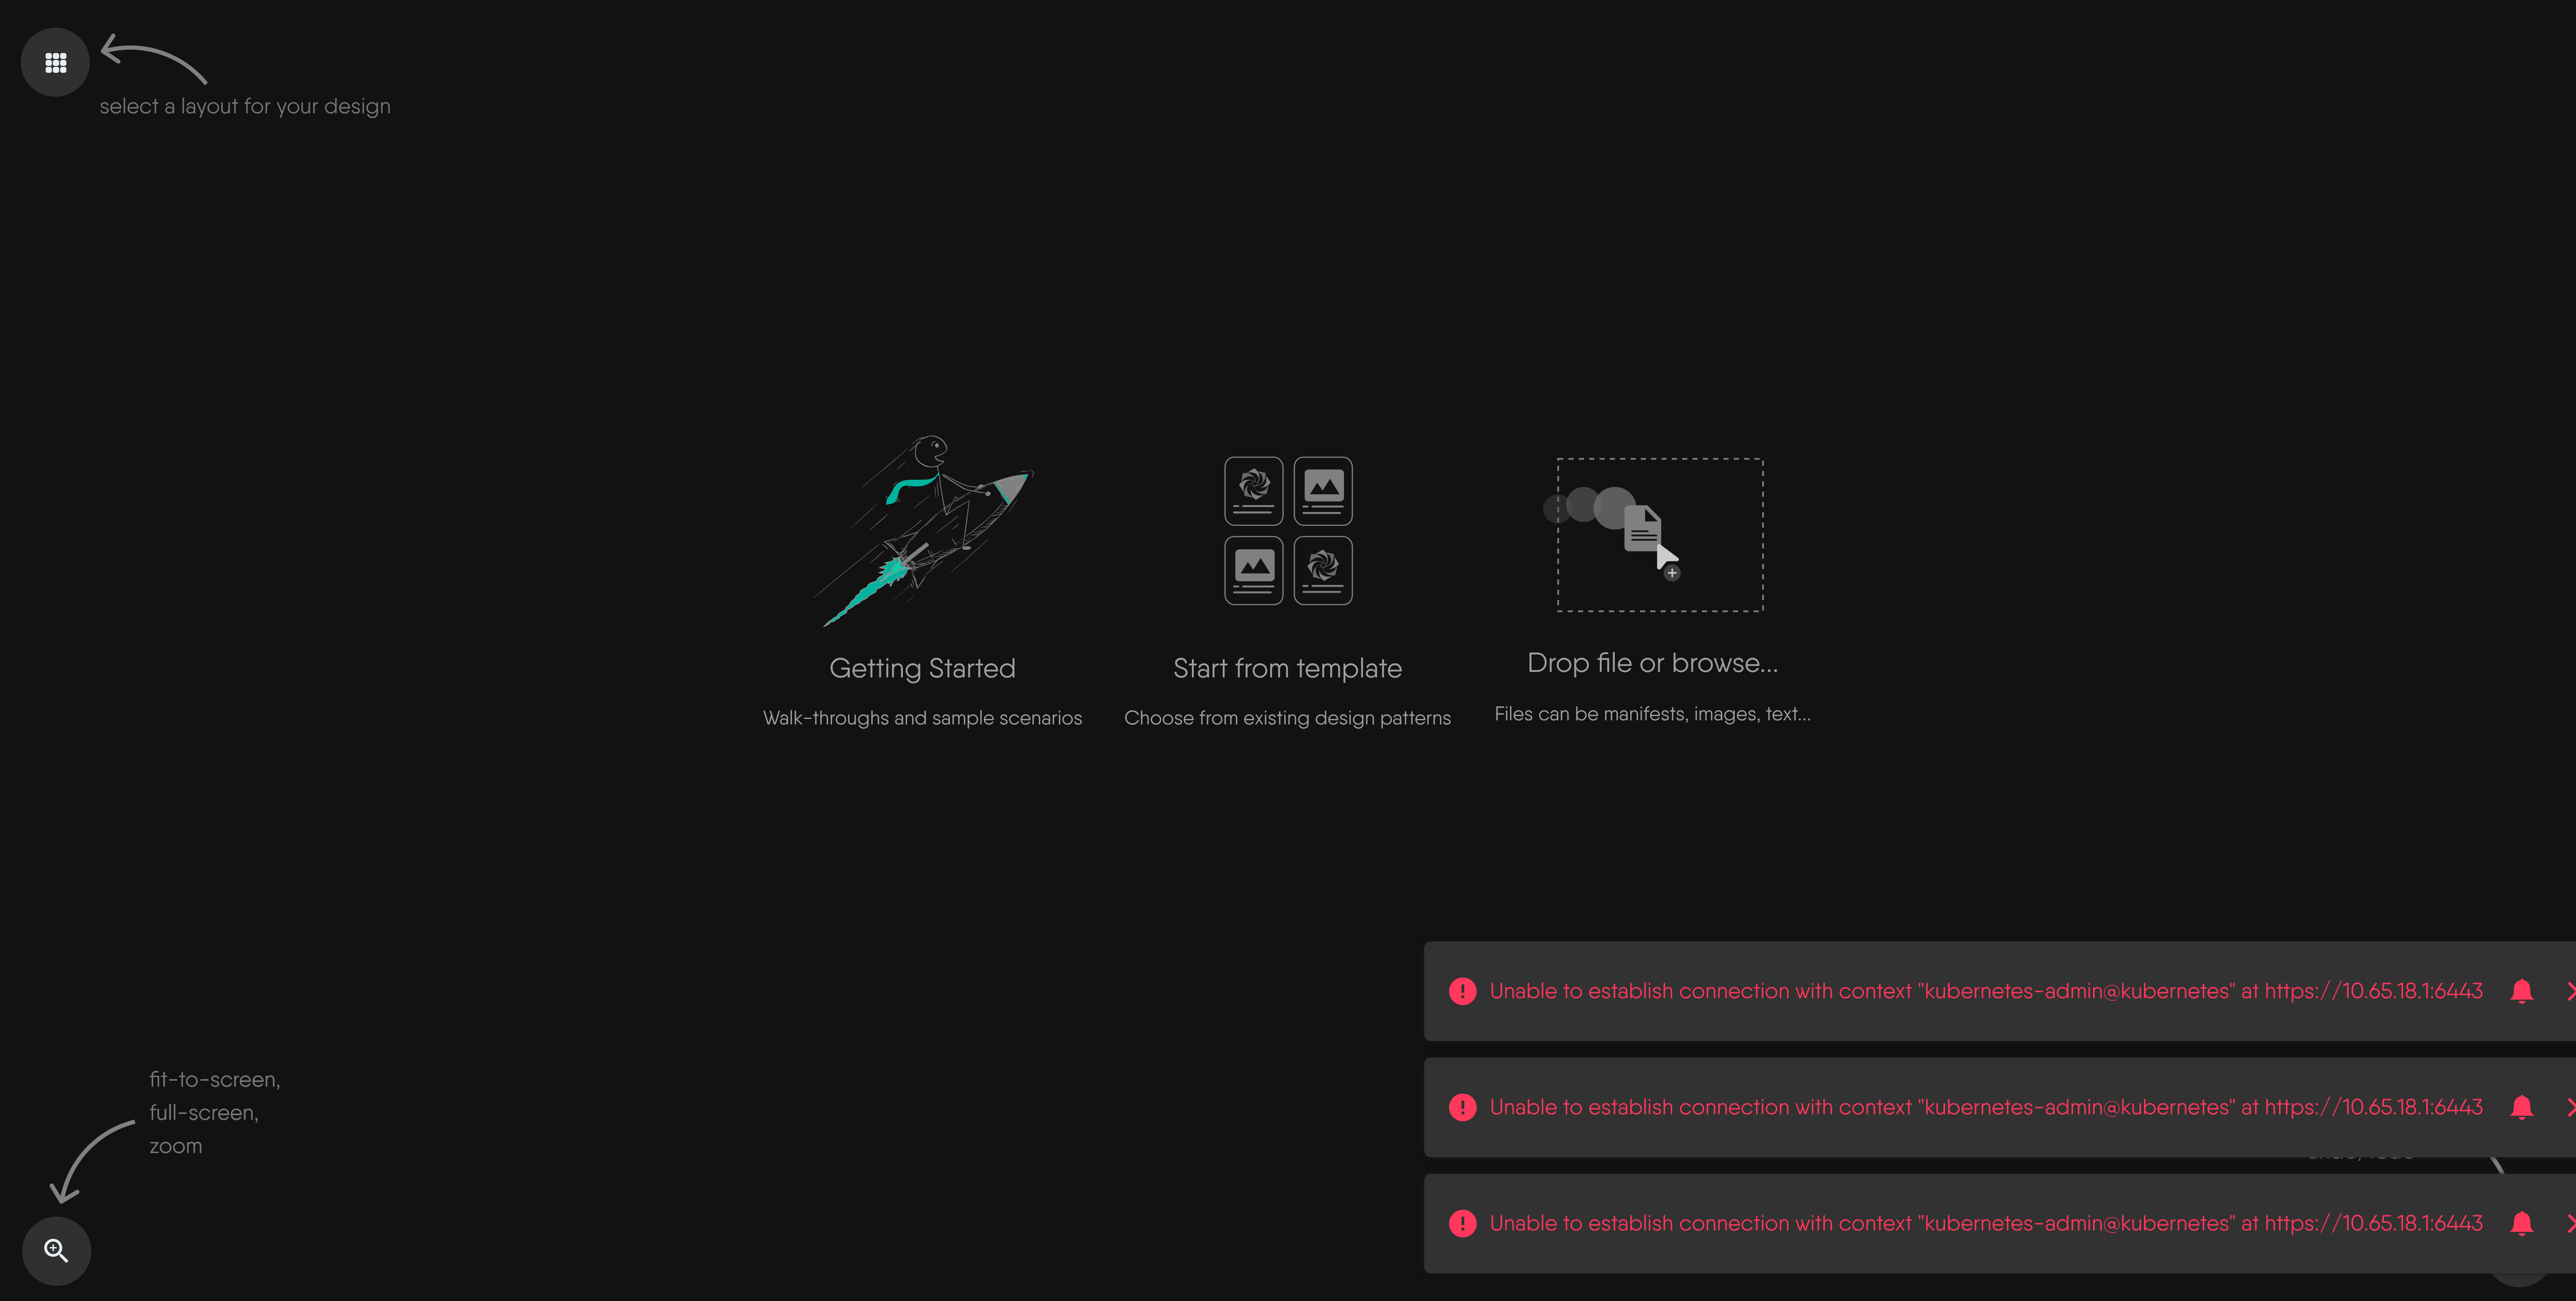 select a layout for your design
Getting Started
Start from template
Drop file or browse...
Walk-throughs and sample scenarios
Choose from existing design patterns
Files can be manifests, images, text...
Unable to establish connection with context "kubernetes-admin@kubernetes" at https://10.65.18.1:6443
fit-to-screen,
full-screen,
zoom
Unable to establish connection with context "kubernetes-admin@kubernetes" at https://10.65.18.1:6443
Unable to establish connection with context "kubernetes-admin@kubernetes" at https://10.65.18.1:6443